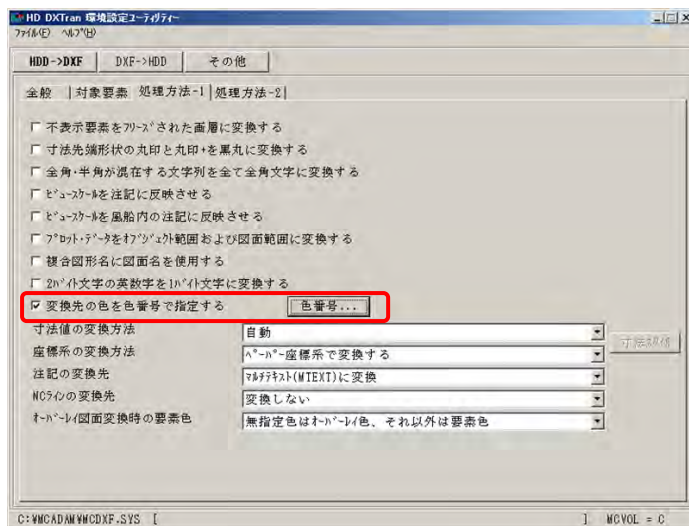 HD DXTran 環境設定ユーティリティー
ファイル(F) ヘルプ(H)
HDD->DXF DXF->HDD その他
全般 対象要素 処理方法-1 処理方法-2
不表示要素をフリーズされた画層に変換する
寸法先端形状の丸印と丸印+を黒丸に変換する
全角・半角が混在する文字列を全て全角文字に変換する
ビュースケールを注記に反映させる
ビュースケールを風船内の注記に反映させる
プロット・データをオブジェクト範囲および図面範囲に変換する
複合図形名に図面名を使用する
2バイト文字の英数字を1バイト文字に変換する
変換先の色を色番号で指定する 色番号...
寸法値の変換方法 自動
座標系の変換方法 ペーパー座標系で変換する
注記の変換先 マルチテキスト(MTEXT)に変換
NCラインの変換先 変換しない
オーバーレイ図面変換時の要素色 無指定色はオーバーレイ色、それ以外は要素色
C:¥MCADAM¥MCDXF.SYS [ ] MCVOL = C